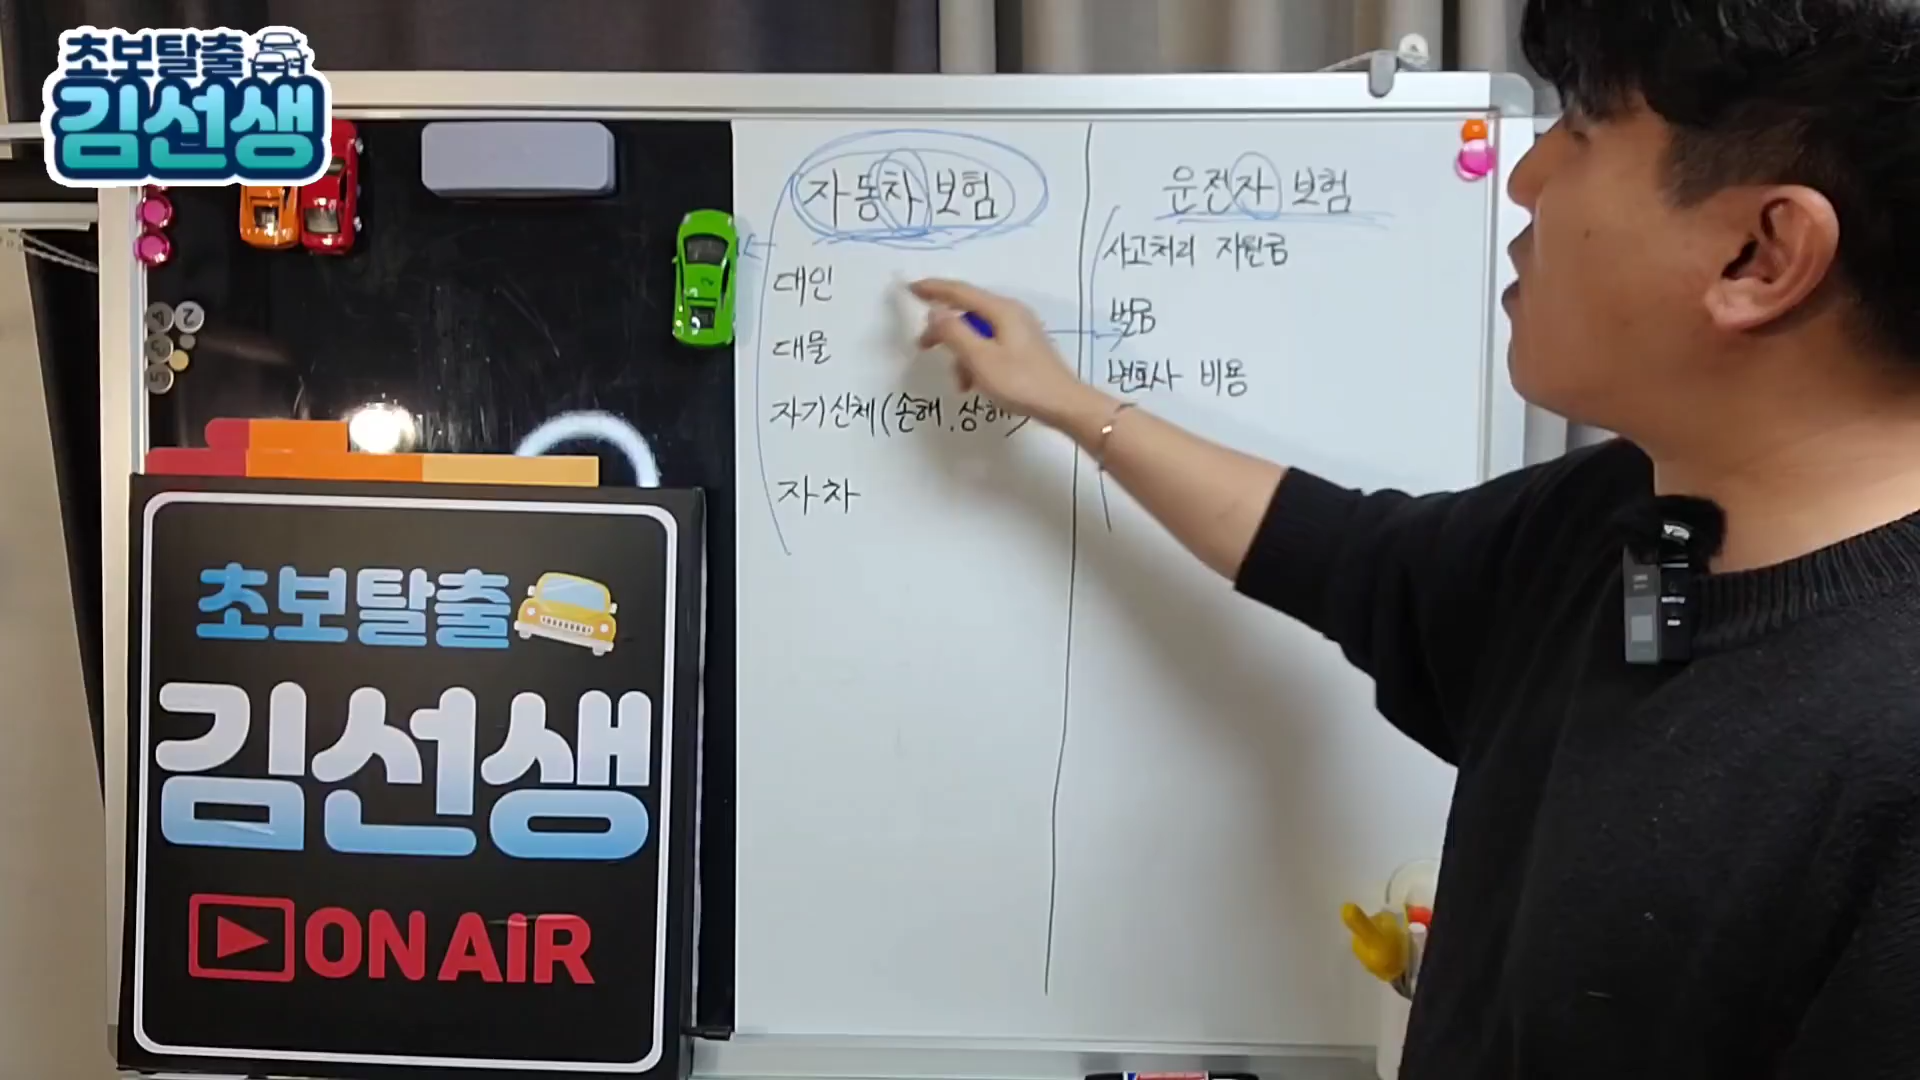 초보탈출
김선생
자동차보험
대인
대물
자기신체(손해, 상해)
자차
운전자 보험
사고처리 지원금
벌금
변호사 비용
초보탈출
김선생
ON AIR